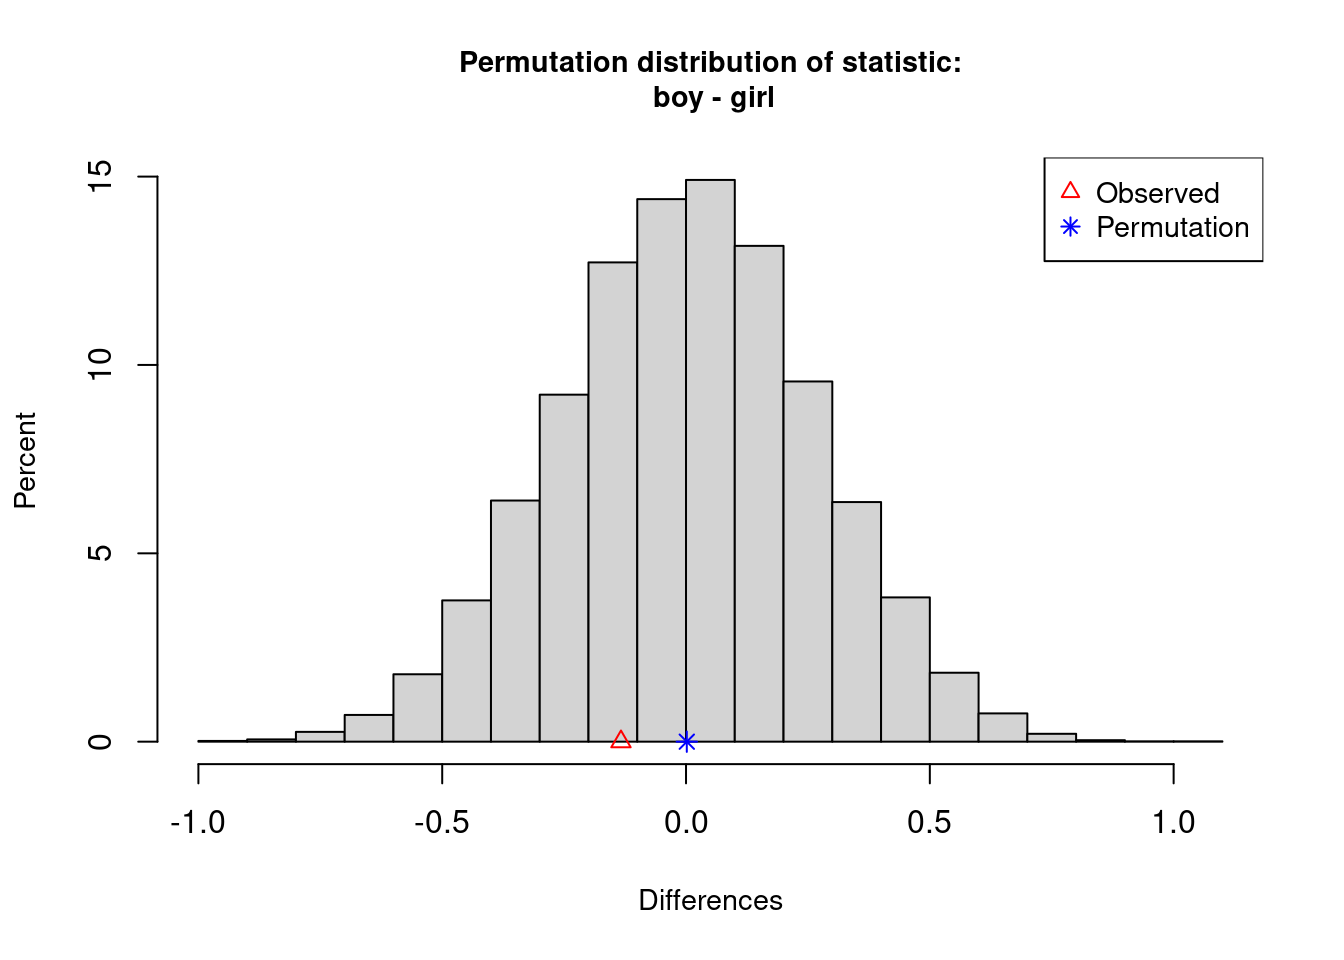 Permutation distribution of statistic:
boy - girl
Observed
Permutation
Percent
15
10
5
0
-1.0 -0.5 0.0 0.5 1.0
Differences